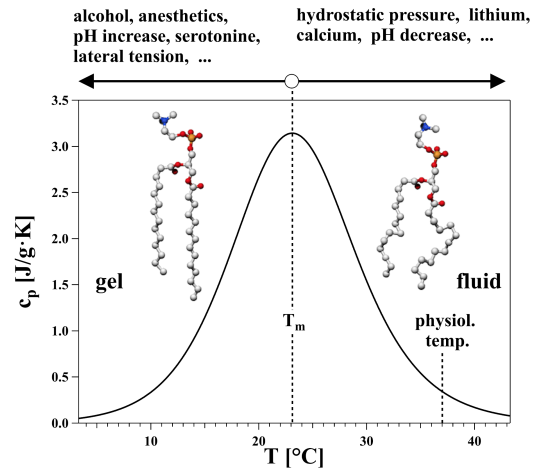 alcohol, anesthetics,
pH increase, serotonine,
lateral tension, ...
hydrostatic pressure, lithium,
calcium, pH decrease, ...
3.5
3.0
2.5
2.0
1.5
1.0
0.5
0.0
cp [J/g·K]
gel
fluid
Tm
physiol.
temp.
10
20
30
40
T [°C]